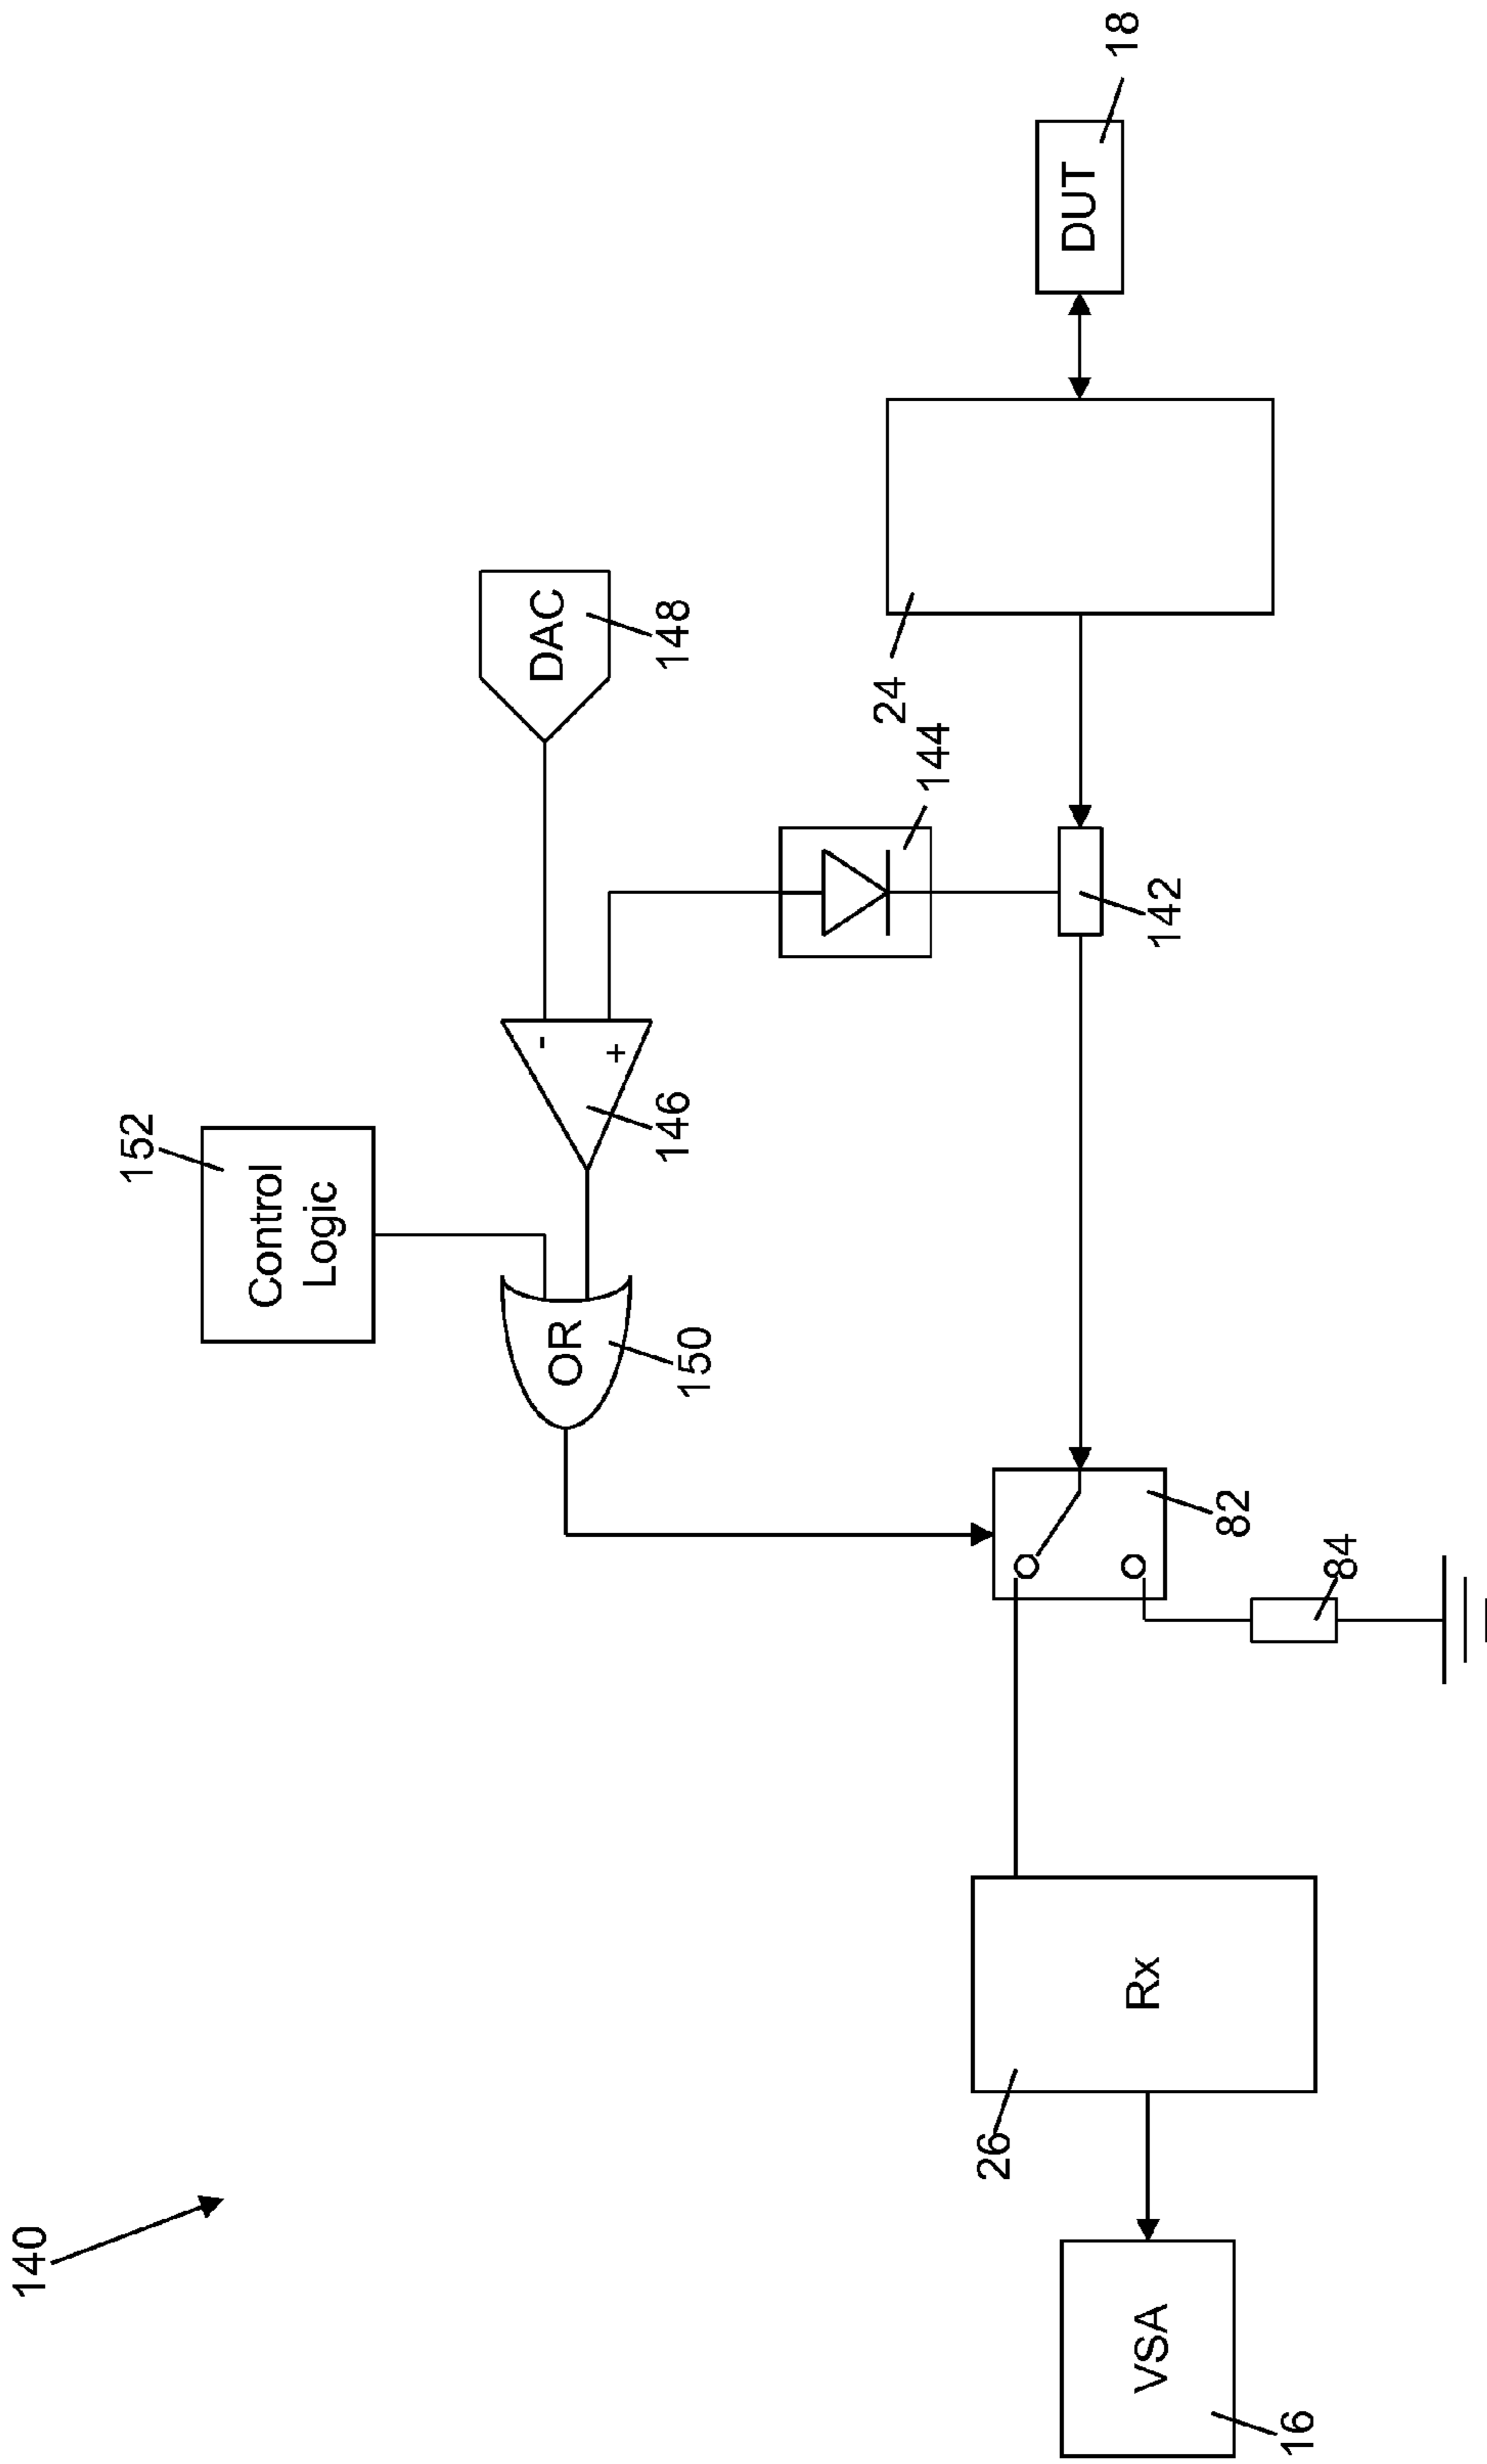 140
152
Control
Logic
DAC
148
OR
150
-
+
146
144
24
DUT
18
142
82
84
26
Rx
VSA
16